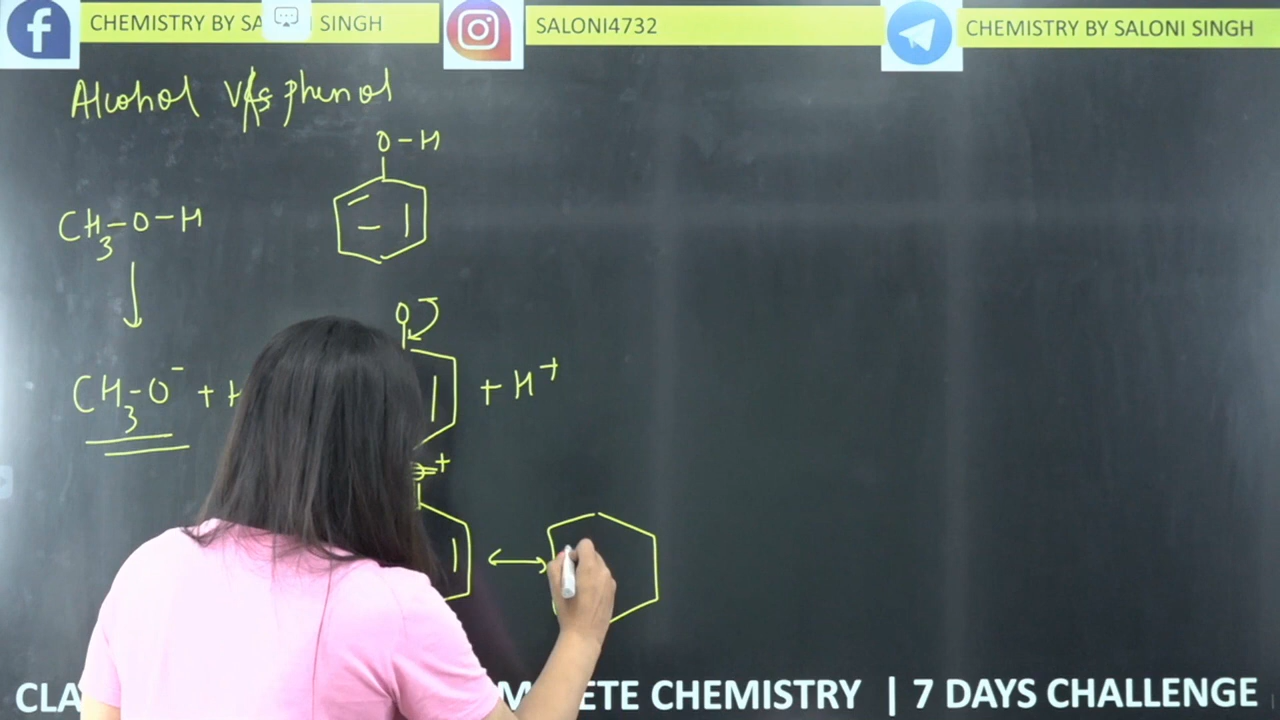 CHEMISTRY BY SA SINGH
SALONI4732
CHEMISTRY BY SALONI SINGH
Alcohol V/s phenol
O-H
CH3-O-H
O
CH3-O⁻ + H
+ H⁺
+
CLA ETE CHEMISTRY | 7 DAYS CHALLENGE